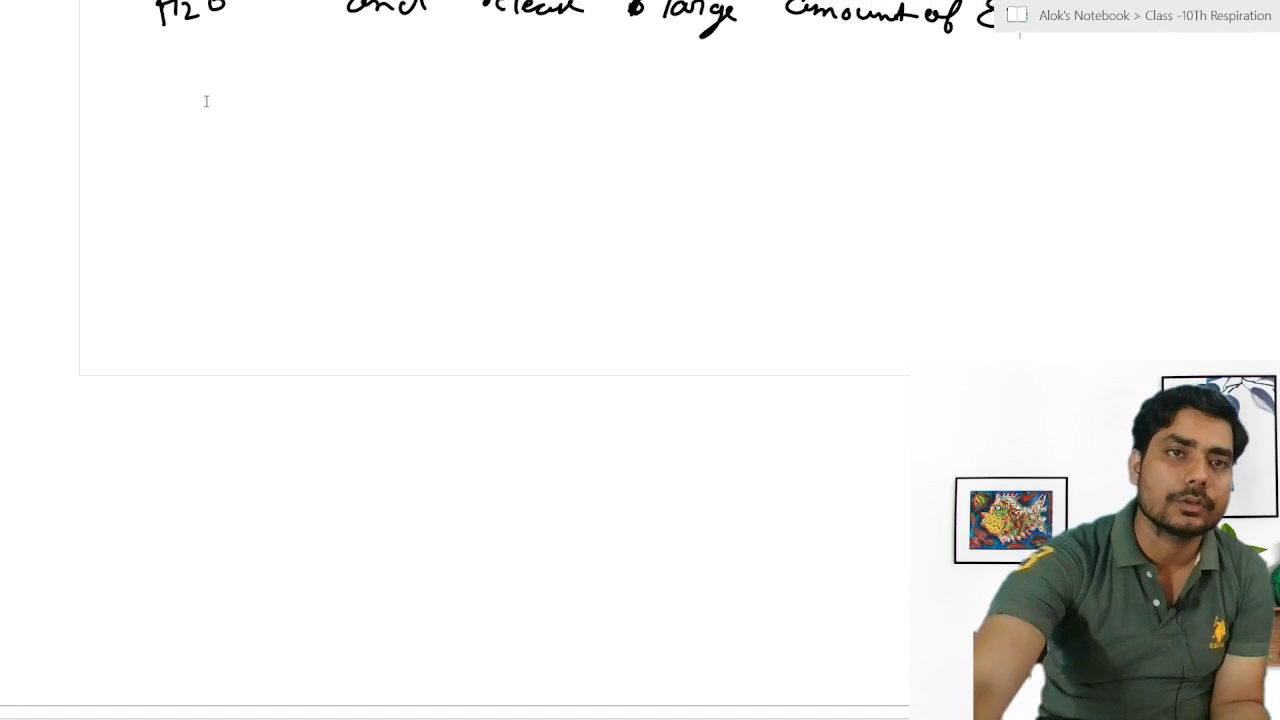 H2O and release large amount of E
Alok's Notebook > Class -10Th Respiration